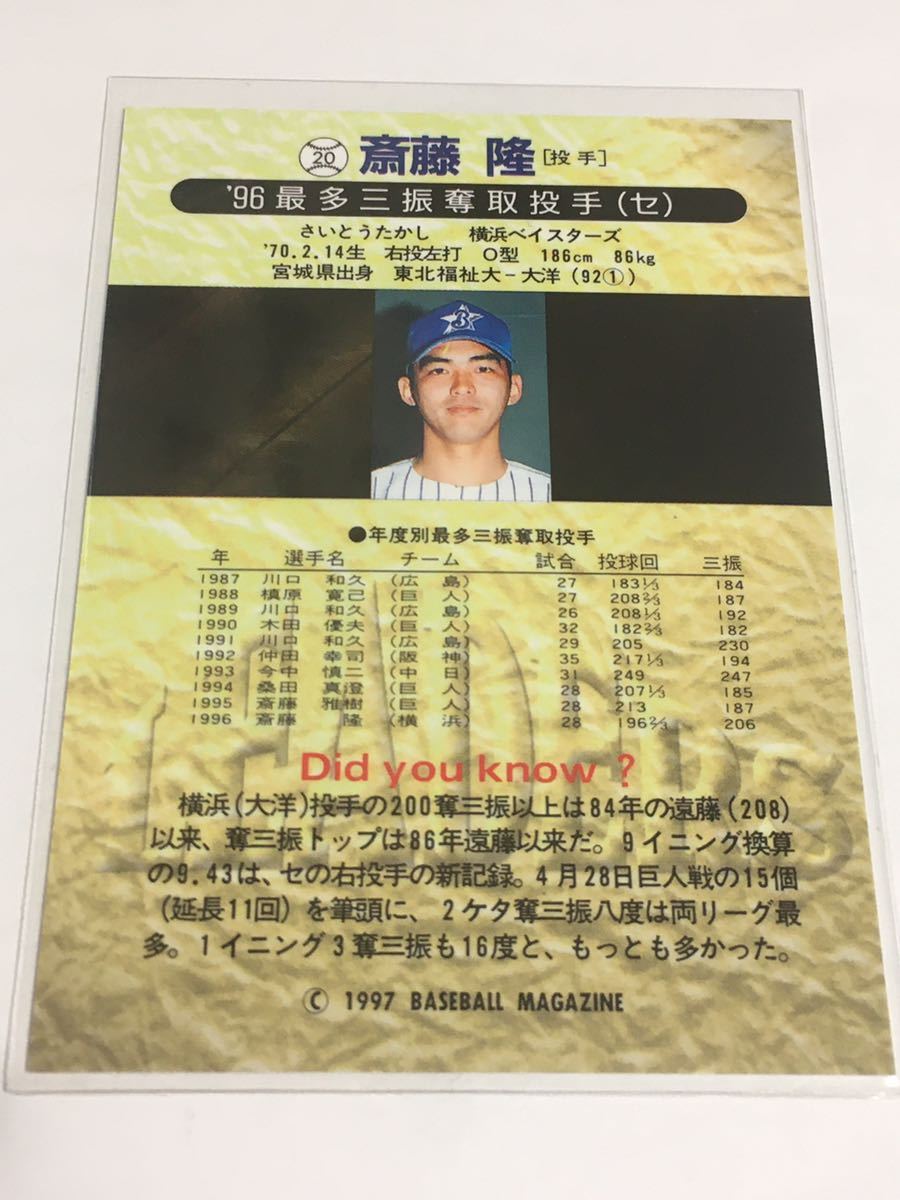 20 斎藤 隆 [投手]
'96最多三振奪取投手(セ)
さいとうたかし 横浜ベイスターズ
'70.2.14生 右投左打 O型 186cm 86kg
宮城県出身 東北福祉大-大洋(92①)
●年度別最多三振奪取投手
年 選手名 チーム 試合 投球回 三振
1987 川口 和久 (広島) 27 183⅓ 184
1988 槙原 寛己 (巨人) 27 208⅔ 187
1989 川口 和久 (広島) 26 208⅓ 192
1990 木田 優夫 (巨人) 32 182⅔ 182
1991 川口 和久 (広島) 29 205 230
1992 仲田 幸司 (阪神) 35 217⅓ 194
1993 今中 慎二 (中日) 31 249 247
1994 桑田 真澄 (巨人) 28 207⅓ 185
1995 斎藤 雅樹 (巨人) 28 213 187
1996 斎藤 隆 (横浜) 28 196⅔ 206
Did you know ?
横浜(大洋)投手の200奪三振以上は84年の遠藤(208)
以来、奪三振トップは86年遠藤以来だ。9イニング換算
の9.43は、セの右投手の新記録。4月28日巨人戦の15個
(延長11回)を筆頭に、2ケタ奪三振八度は両リーグ最
多。1イニング3奪三振も16度と、もっとも多かった。
© 1997 BASEBALL MAGAZINE